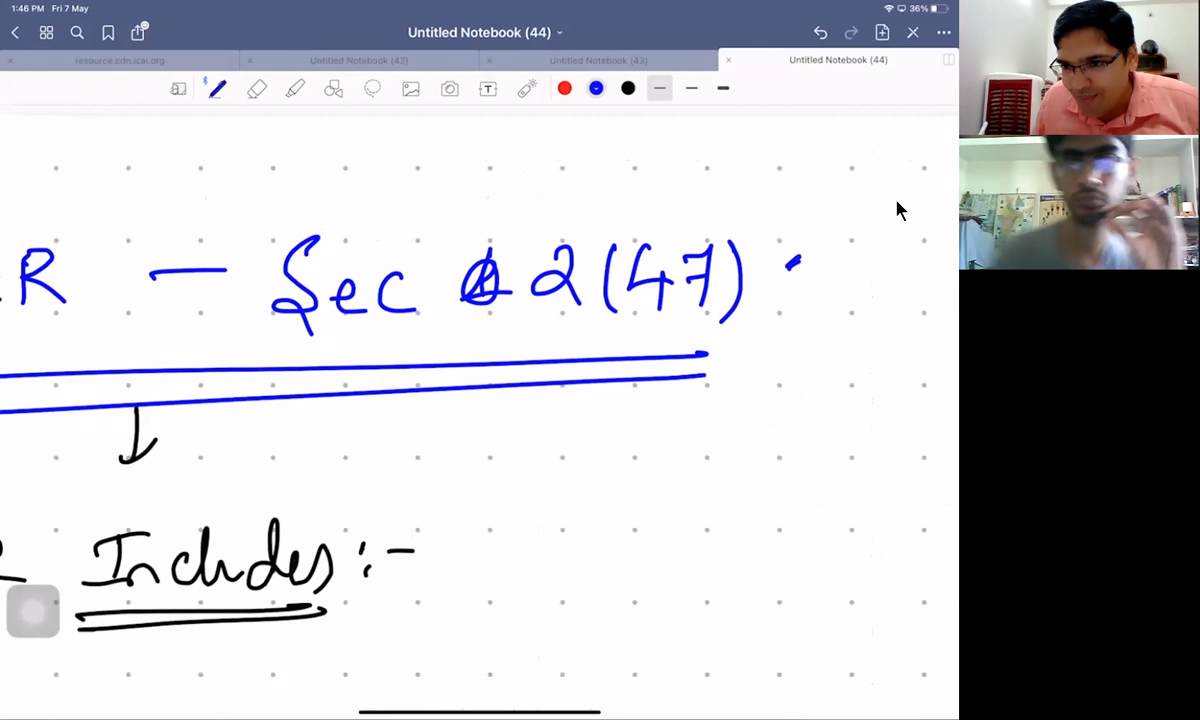 1:46 PM Fri 7 May 36%
Untitled Notebook (44)
resource.cdn.icai.org Untitled Notebook (42) Untitled Notebook (43) Untitled Notebook (44)
R — Sec 2(47)
Includes :-